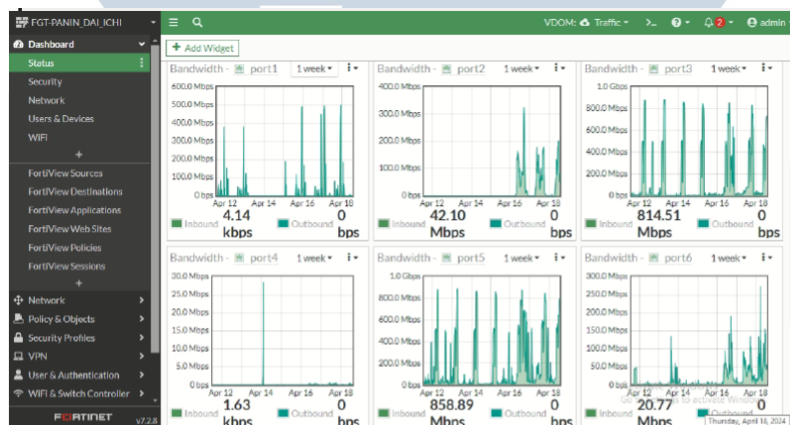 FGT-PANIN_DAI_ICHI
VDOM: Traffic
>_
2
admin
Dashboard
Status
Security
Network
Users & Devices
WiFi
+
FortiView Sources
FortiView Destinations
FortiView Applications
FortiView Web Sites
FortiView Policies
FortiView Sessions
+
Network
Policy & Objects
Security Profiles
VPN
User & Authentication
WiFi & Switch Controller
FORTINET
v7.2.8
+ Add Widget
Bandwidth - port1 1 week
600.0 Mbps
500.0 Mbps
400.0 Mbps
300.0 Mbps
200.0 Mbps
100.0 Mbps
0 bps
Apr 12 Apr 14 Apr 16 Apr 18
Inbound 4.14 kbps
Outbound 0 bps
Bandwidth - port2 1 week
400.0 Mbps
300.0 Mbps
200.0 Mbps
100.0 Mbps
0 bps
Apr 12 Apr 14 Apr 16 Apr 18
Inbound 42.10 Mbps
Outbound 0 bps
Bandwidth - port3 1 week
1.0 Gbps
800.0 Mbps
600.0 Mbps
400.0 Mbps
200.0 Mbps
0 bps
Apr 12 Apr 14 Apr 16 Apr 18
Inbound 814.51 Mbps
Outbound 0 bps
Bandwidth - port4 1 week
30.0 Mbps
25.0 Mbps
20.0 Mbps
15.0 Mbps
10.0 Mbps
5.0 Mbps
0 bps
Apr 12 Apr 14 Apr 16 Apr 18
Inbound 1.63 kbps
Outbound 0 bps
Bandwidth - port5 1 week
1.0 Gbps
800.0 Mbps
600.0 Mbps
400.0 Mbps
200.0 Mbps
0 bps
Apr 12 Apr 14 Apr 16 Apr 18
Inbound 858.89 Mbps
Outbound 0 bps
Bandwidth - port6 1 week
300.0 Mbps
250.0 Mbps
200.0 Mbps
150.0 Mbps
100.0 Mbps
50.0 Mbps
0 bps
Apr 12 Apr 14 Apr 16 Apr 18
Inbound 20.77 Mbps
Outbound 0 bps
to activate Windows
Thursday, April 18, 2024